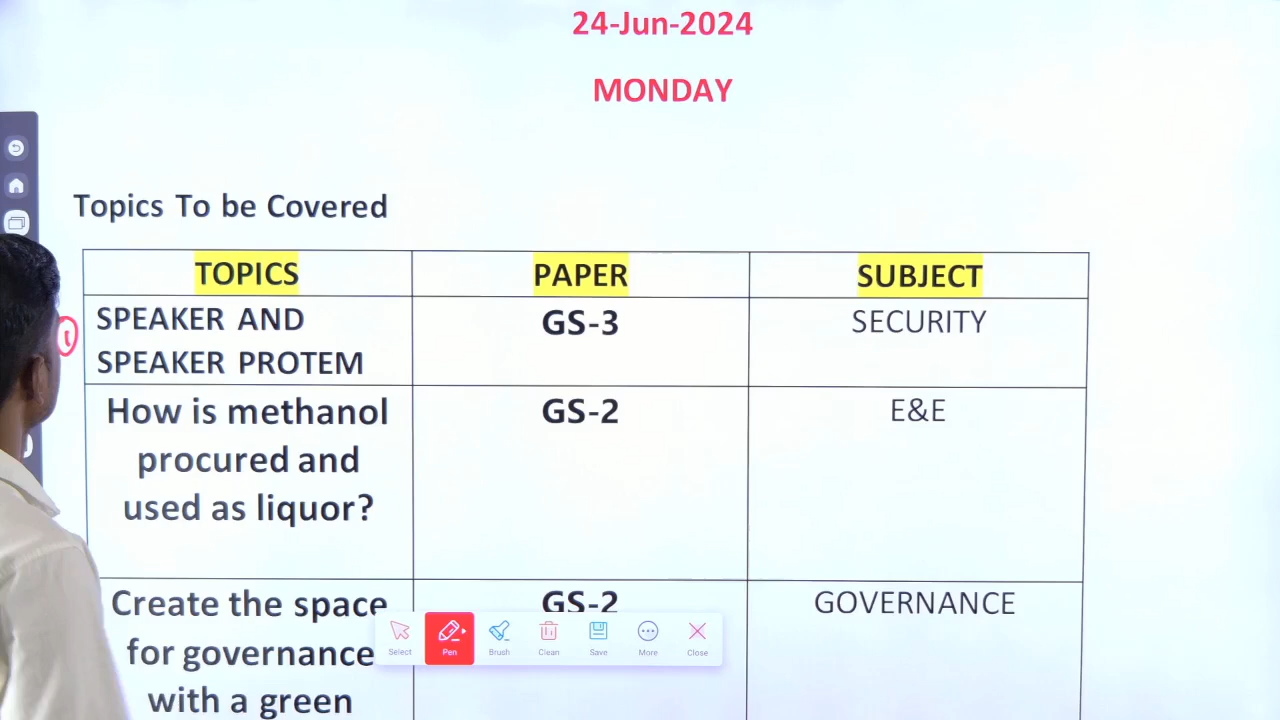 24-Jun-2024
MONDAY
Topics To be Covered
TOPICS PAPER SUBJECT
SPEAKER AND
SPEAKER PROTEM
GS-3
SECURITY
How is methanol
procured and
used as liquor?
GS-2
E&E
Create the space
for governance
with a green
GS-2
GOVERNANCE
Select Pen Brush Clean Save More Close